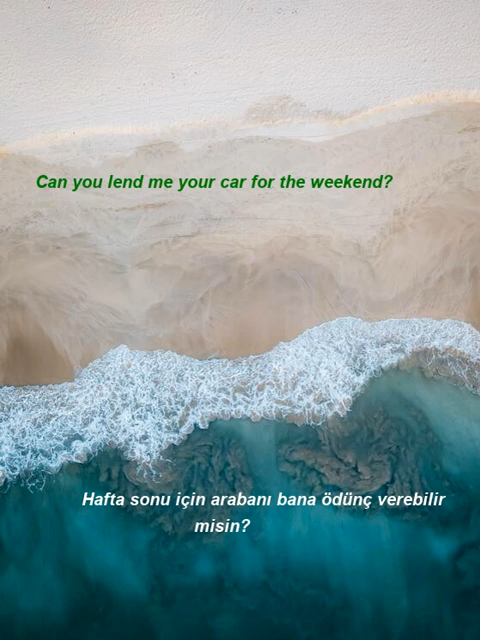 Can you lend me your car for the weekend?
Hafta sonu için arabanı bana ödünç verebilir
misin?